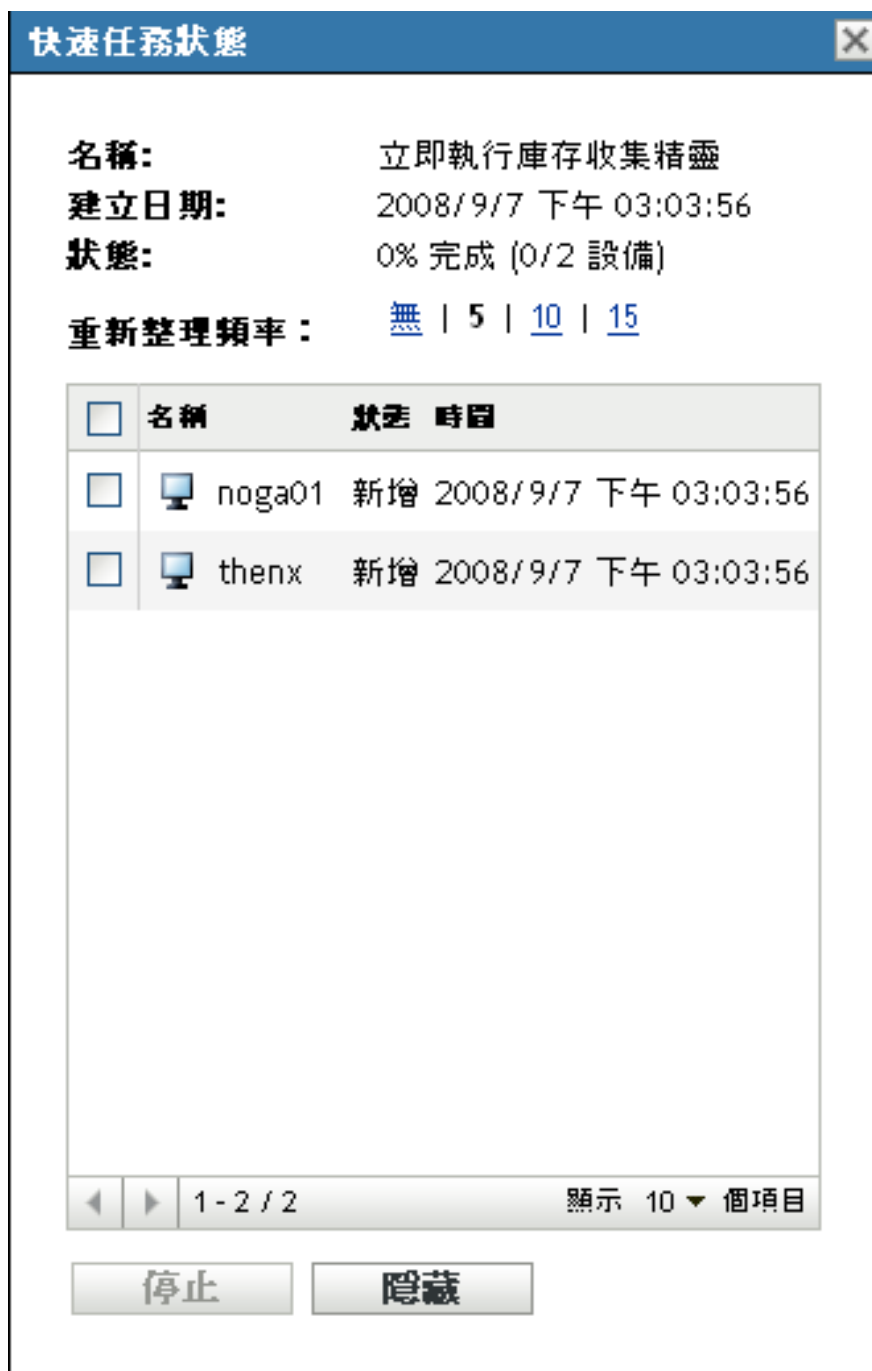 快速任務狀態
名稱: 立即執行庫存收集精靈
建立日期: 2008/9/7 下午 03:03:56
狀態: 0% 完成 (0/2 設備)
重新整理頻率： 無 | 5 | 10 | 15
名稱 狀態 時間
noga01 新增 2008/9/7 下午 03:03:56
thenx 新增 2008/9/7 下午 03:03:56
1 - 2 / 2 顯示 10 個項目
停止 隱藏